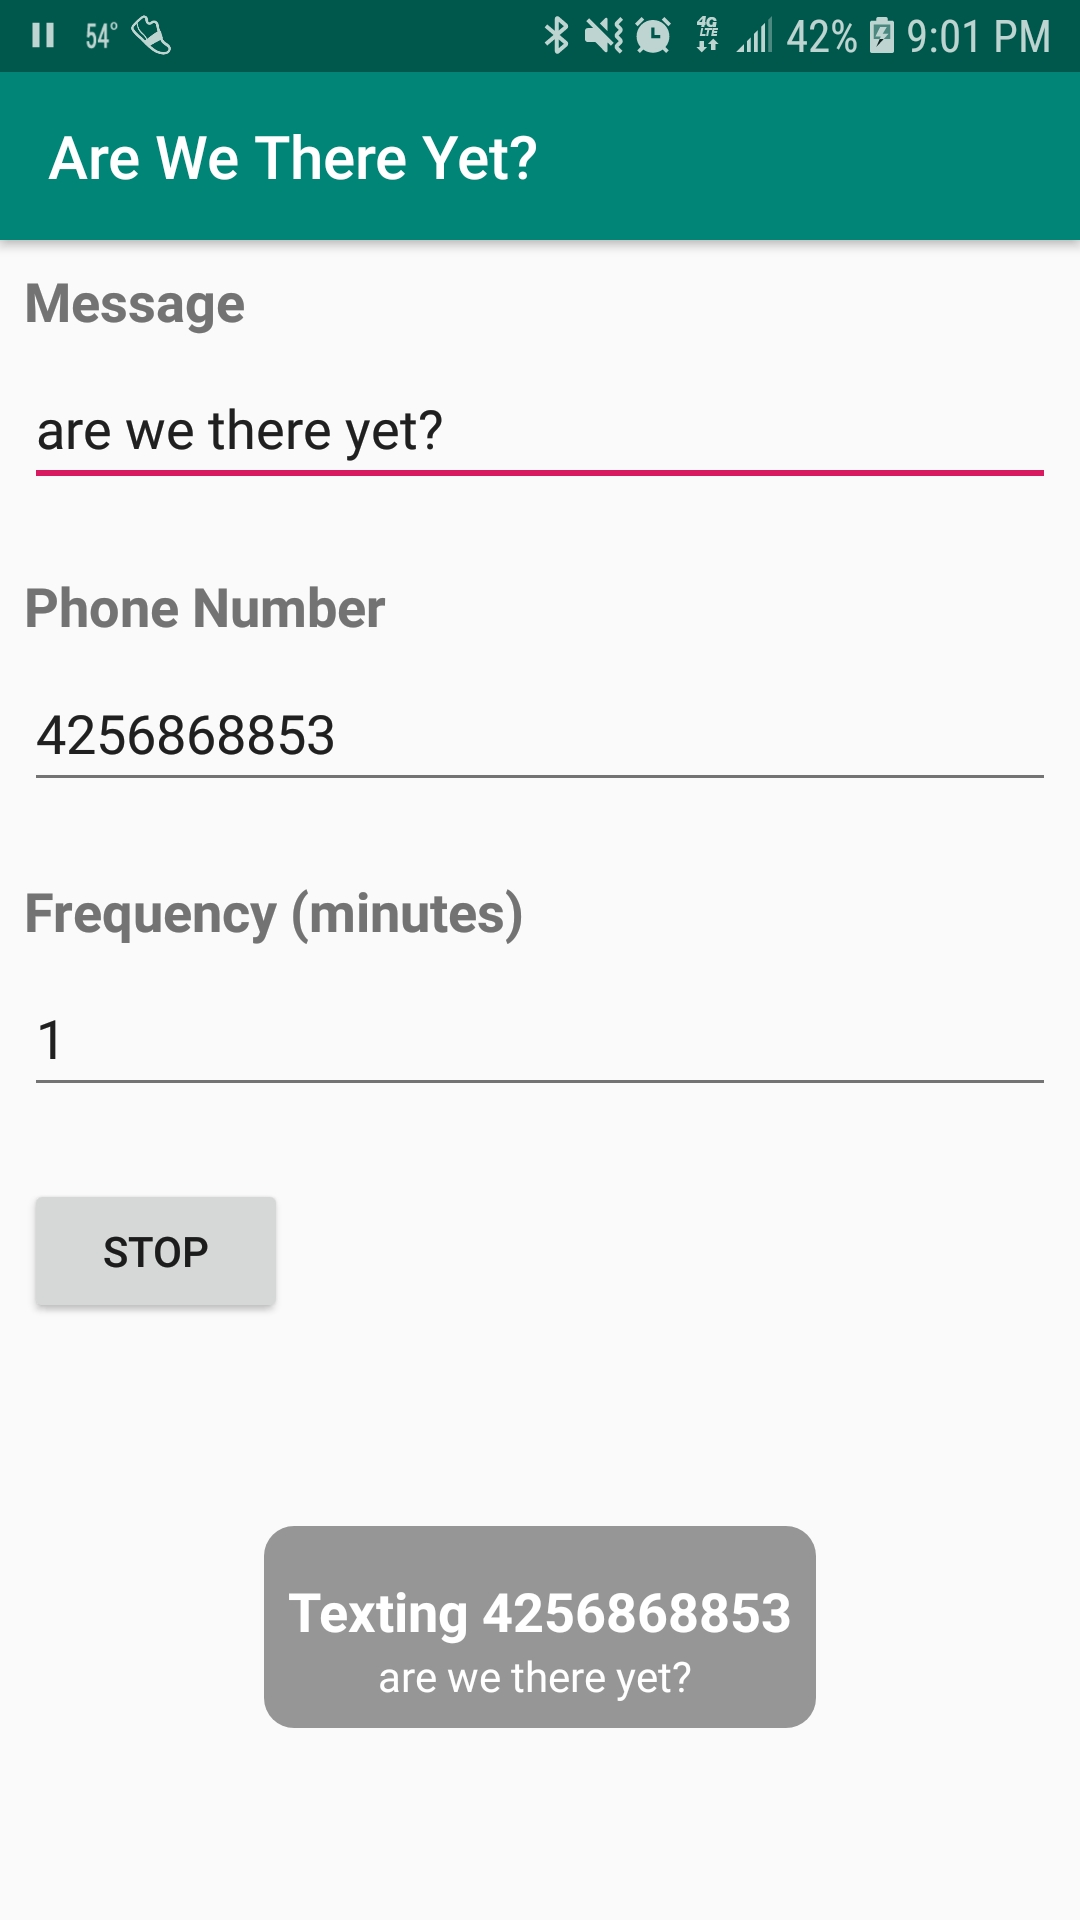 54° 4G LTE 42% 9:01 PM
Are We There Yet?
Message
are we there yet?
Phone Number
4256868853
Frequency (minutes)
1
STOP
Texting 4256868853
are we there yet?